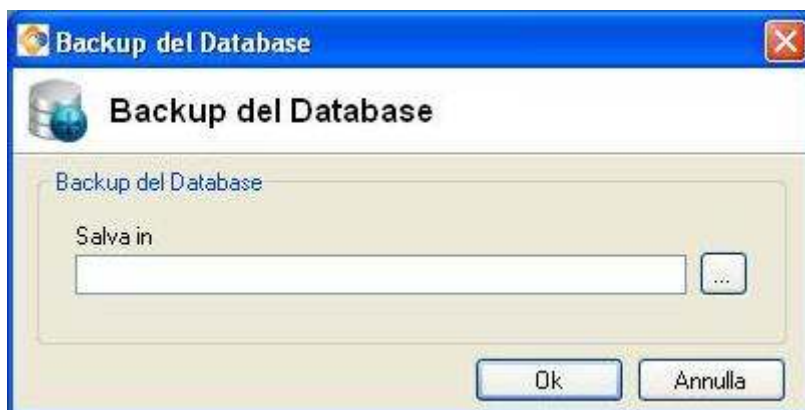 Backup del Database
Backup del Database
Backup del Database
Salva in
...
Ok Annulla